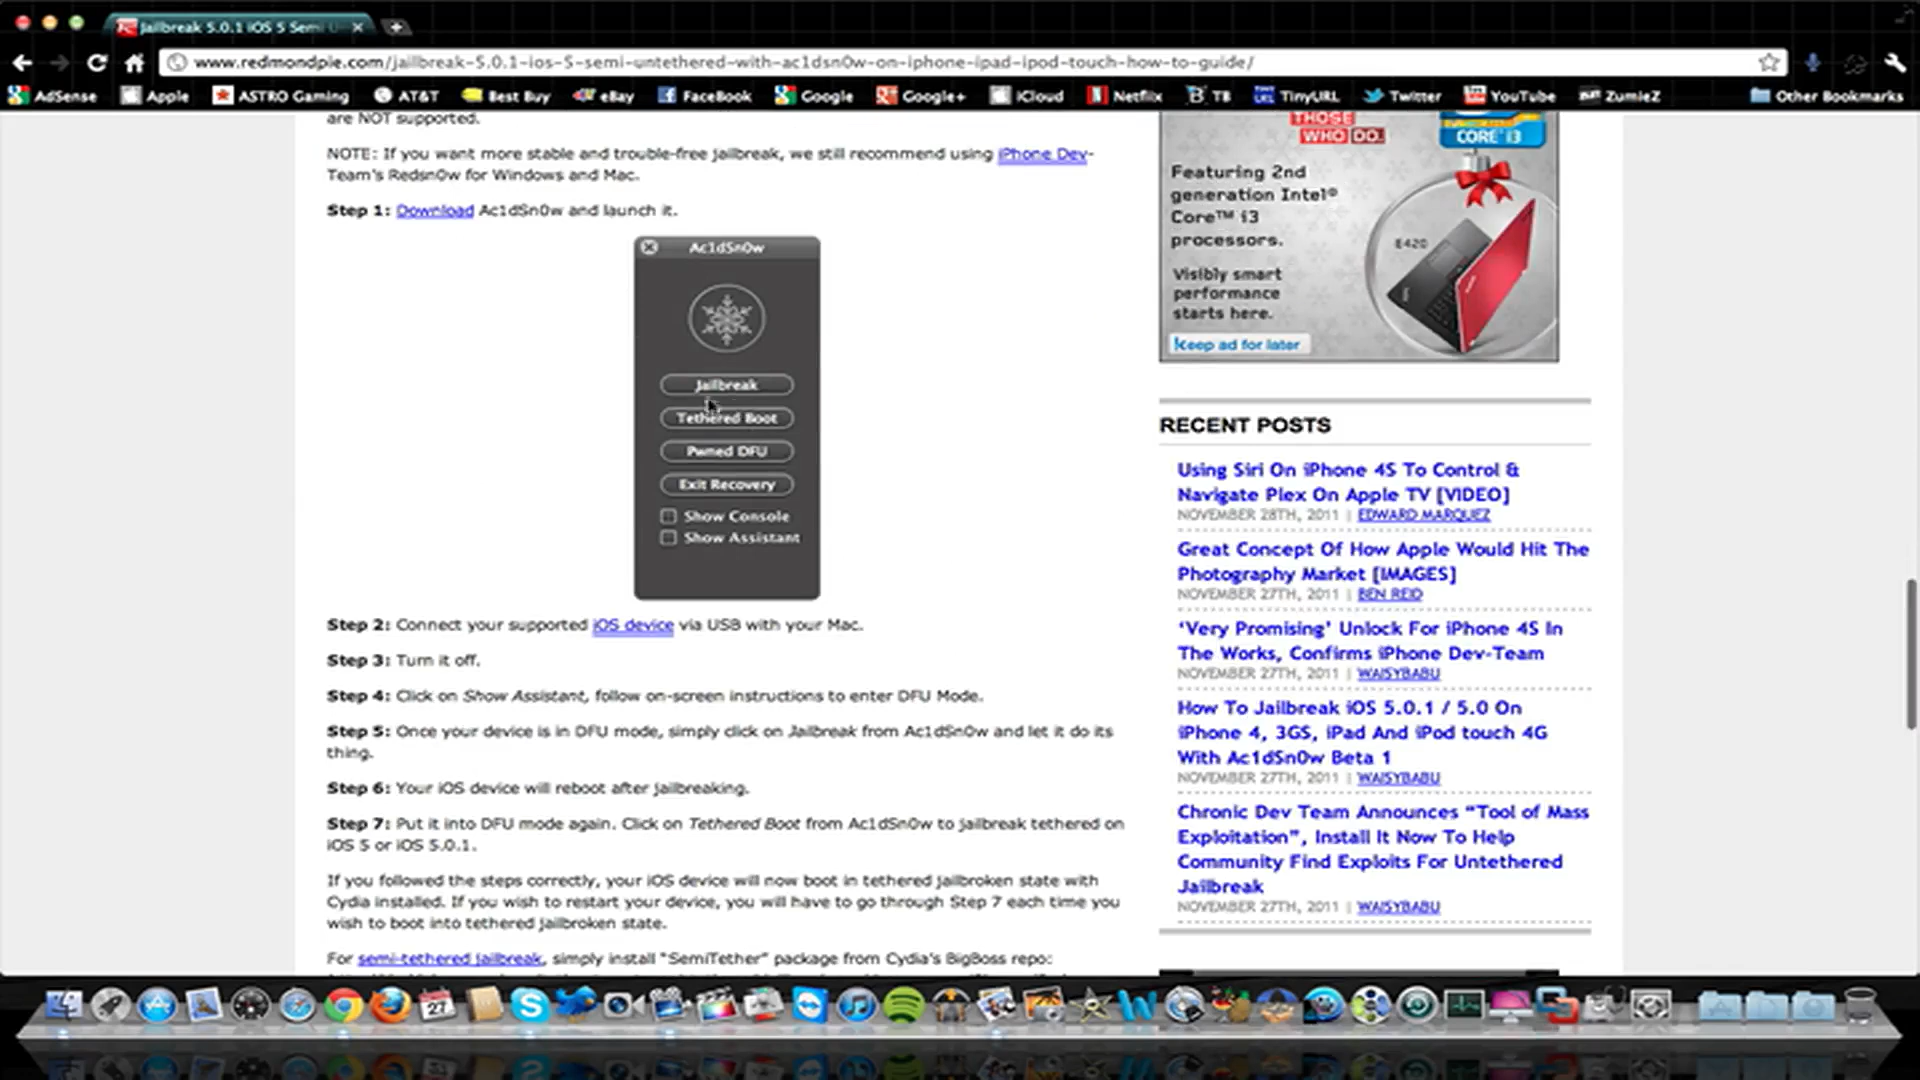 Jailbreak 5.0.1 iOS 5 Semi U
www.redmondpie.com/jailbreak-5.0.1-ios-5-semi-untethered-with-ac1dsn0w-on-iphone-ipad-ipod-touch-how-to-guide/
AdSense Apple ASTRO Gaming AT&T Best Buy eBay FaceBook Google Google+ iCloud Netflix TB TinyURL Twitter YouTube ZumieZ Other Bookmarks
are NOT supported.
NOTE: If you want more stable and trouble-free jailbreak, we still recommend using iPhone Dev-
Team's Redsn0w for Windows and Mac.
Step 1: Download Ac1dSn0w and launch it.
Ac1dSn0w
Jailbreak
Tethered Boot
Pwned DFU
Exit Recovery
Show Console
Show Assistant
Step 2: Connect your supported iOS device via USB with your Mac.
Step 3: Turn it off.
Step 4: Click on Show Assistant, follow on-screen instructions to enter DFU Mode.
Step 5: Once your device is in DFU mode, simply click on Jailbreak from Ac1dSn0w and let it do its
thing.
Step 6: Your iOS device will reboot after jailbreaking.
Step 7: Put it into DFU mode again. Click on Tethered Boot from Ac1dSn0w to jailbreak tethered on
iOS 5 or iOS 5.0.1.
If you followed the steps correctly, your iOS device will now boot in tethered jailbroken state with
Cydia installed. If you wish to restart your device, you will have to go through Step 7 each time you
wish to boot into tethered jailbroken state.
For semi-tethered jailbreak, simply install "SemiTether" package from Cydia's BigBoss repo:
THOSE
WHO DO.
CORE i3
Featuring 2nd
generation Intel®
Core™ i3
processors.
E420
Visibly smart
performance
starts here.
Keep ad for later
RECENT POSTS
Using Siri On iPhone 4S To Control &
Navigate Plex On Apple TV [VIDEO]
NOVEMBER 28TH, 2011 | EDWARD MARQUEZ
Great Concept Of How Apple Would Hit The
Photography Market [IMAGES]
NOVEMBER 27TH, 2011 | BEN REID
'Very Promising' Unlock For iPhone 4S In
The Works, Confirms iPhone Dev-Team
NOVEMBER 27TH, 2011 | WAISYBABU
How To Jailbreak iOS 5.0.1 / 5.0 On
iPhone 4, 3GS, iPad And iPod touch 4G
With Ac1dSn0w Beta 1
NOVEMBER 27TH, 2011 | WAISYBABU
Chronic Dev Team Announces "Tool of Mass
Exploitation", Install It Now To Help
Community Find Exploits For Untethered
Jailbreak
NOVEMBER 27TH, 2011 | WAISYBABU
27